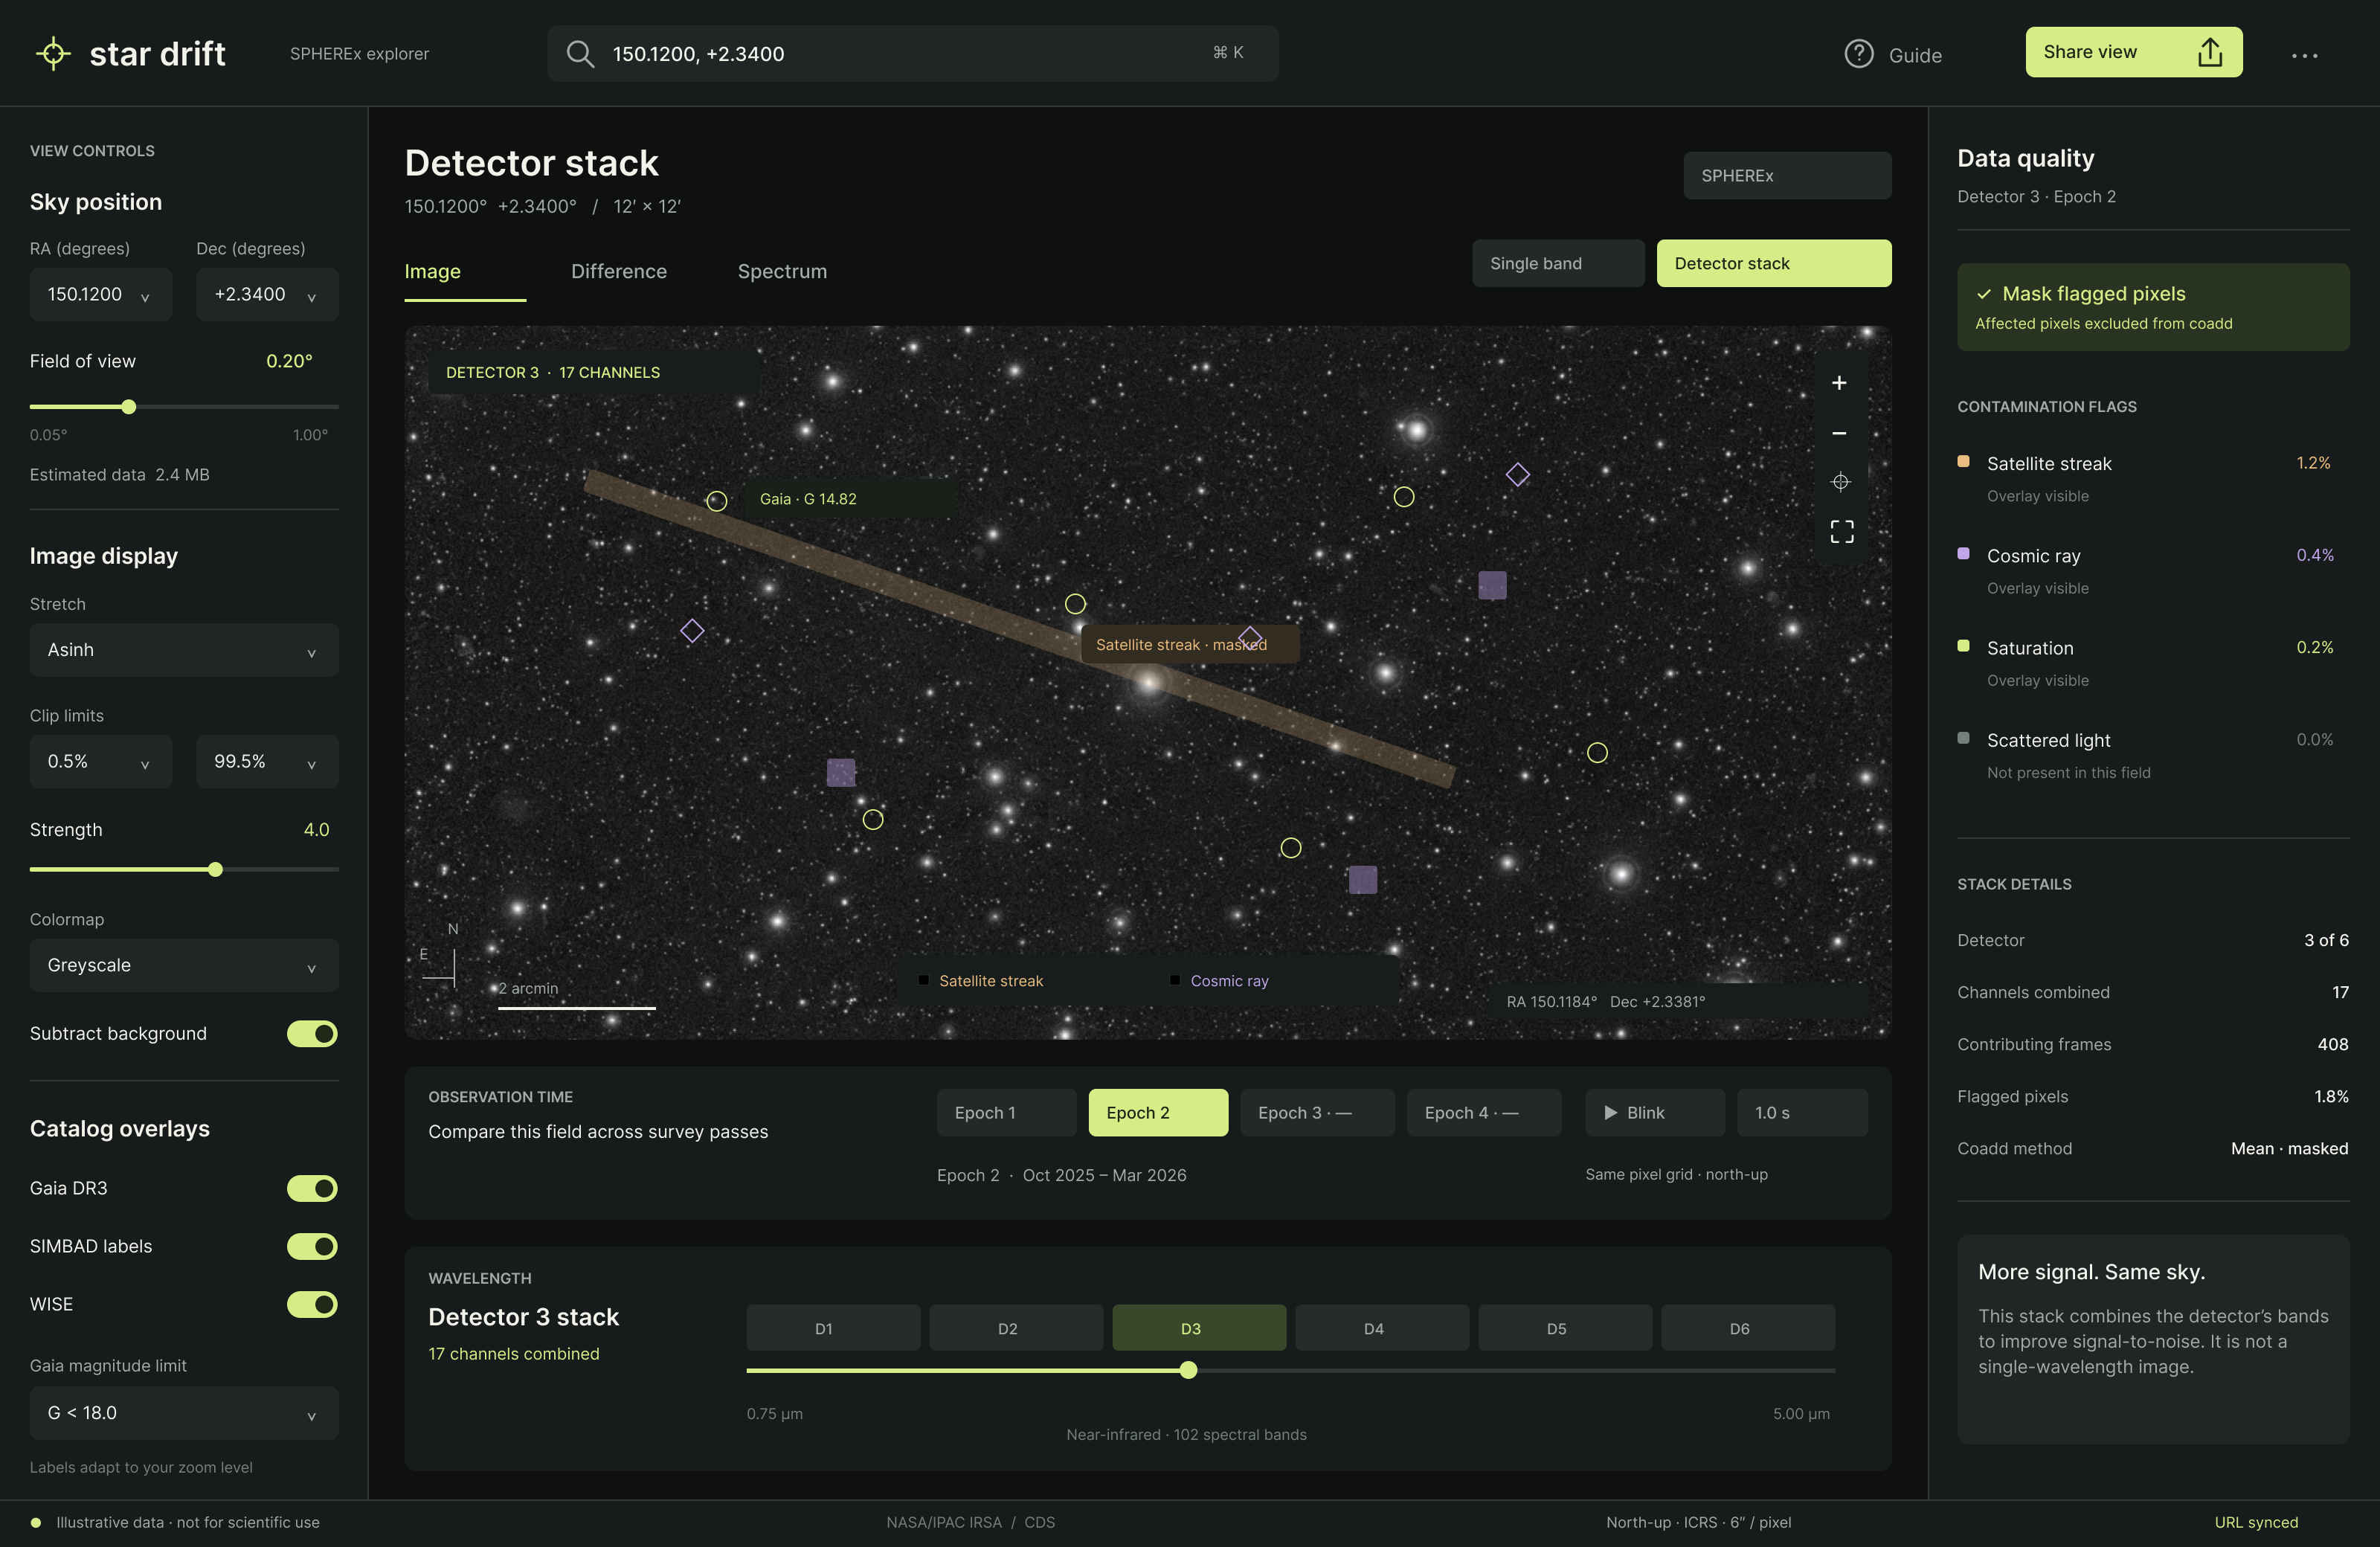 star drift
SPHEREx explorer
150.1200, +2.3400
⌘ K
Guide
Share view
VIEW CONTROLS
Sky position
RA (degrees)
Dec (degrees)
150.1200
+2.3400
Field of view
0.20°
0.05°
1.00°
Estimated data 2.4 MB
Image display
Stretch
Asinh
Clip limits
0.5%
99.5%
Strength
4.0
Colormap
Greyscale
Subtract background
Catalog overlays
Gaia DR3
SIMBAD labels
WISE
Gaia magnitude limit
G < 18.0
Labels adapt to your zoom level
Detector stack
150.1200° +2.3400° / 12′ × 12′
SPHEREx
Image
Difference
Spectrum
Single band
Detector stack
DETECTOR 3 · 17 CHANNELS
Gaia · G 14.82
Satellite streak · masked
N
E
2 arcmin
Satellite streak
Cosmic ray
RA 150.1184° Dec +2.3381°
OBSERVATION TIME
Compare this field across survey passes
Epoch 1
Epoch 2
Epoch 3 · —
Epoch 4 · —
Blink
1.0 s
Epoch 2 · Oct 2025 – Mar 2026
Same pixel grid · north-up
WAVELENGTH
Detector 3 stack
17 channels combined
D1
D2
D3
D4
D5
D6
0.75 µm
5.00 µm
Near-infrared · 102 spectral bands
Data quality
Detector 3 · Epoch 2
✓ Mask flagged pixels
Affected pixels excluded from coadd
CONTAMINATION FLAGS
Satellite streak
1.2%
Overlay visible
Cosmic ray
0.4%
Overlay visible
Saturation
0.2%
Overlay visible
Scattered light
0.0%
Not present in this field
STACK DETAILS
Detector
3 of 6
Channels combined
17
Contributing frames
408
Flagged pixels
1.8%
Coadd method
Mean · masked
More signal. Same sky.
This stack combines the detector’s bands
to improve signal-to-noise. It is not a
single-wavelength image.
Illustrative data · not for scientific use
NASA/IPAC IRSA / CDS
North-up · ICRS · 6″ / pixel
URL synced